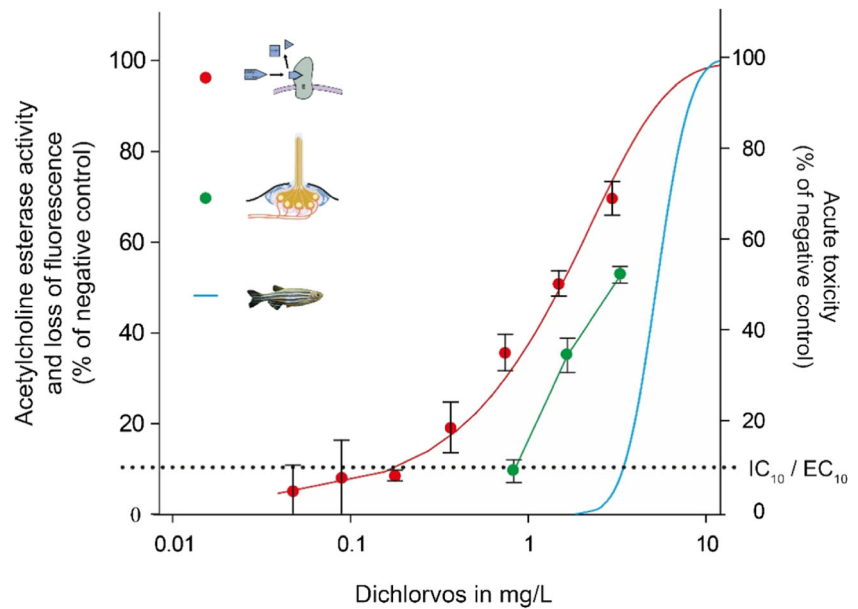 Acetylcholine esterase activity
and loss of fluorescence
(% of negative control)
100
80
60
40
20
0
100
80
60
40
20
0
Acute toxicity
(% of negative control)
IC10 / EC10
0.01
0.1
1
10
Dichlorvos in mg/L